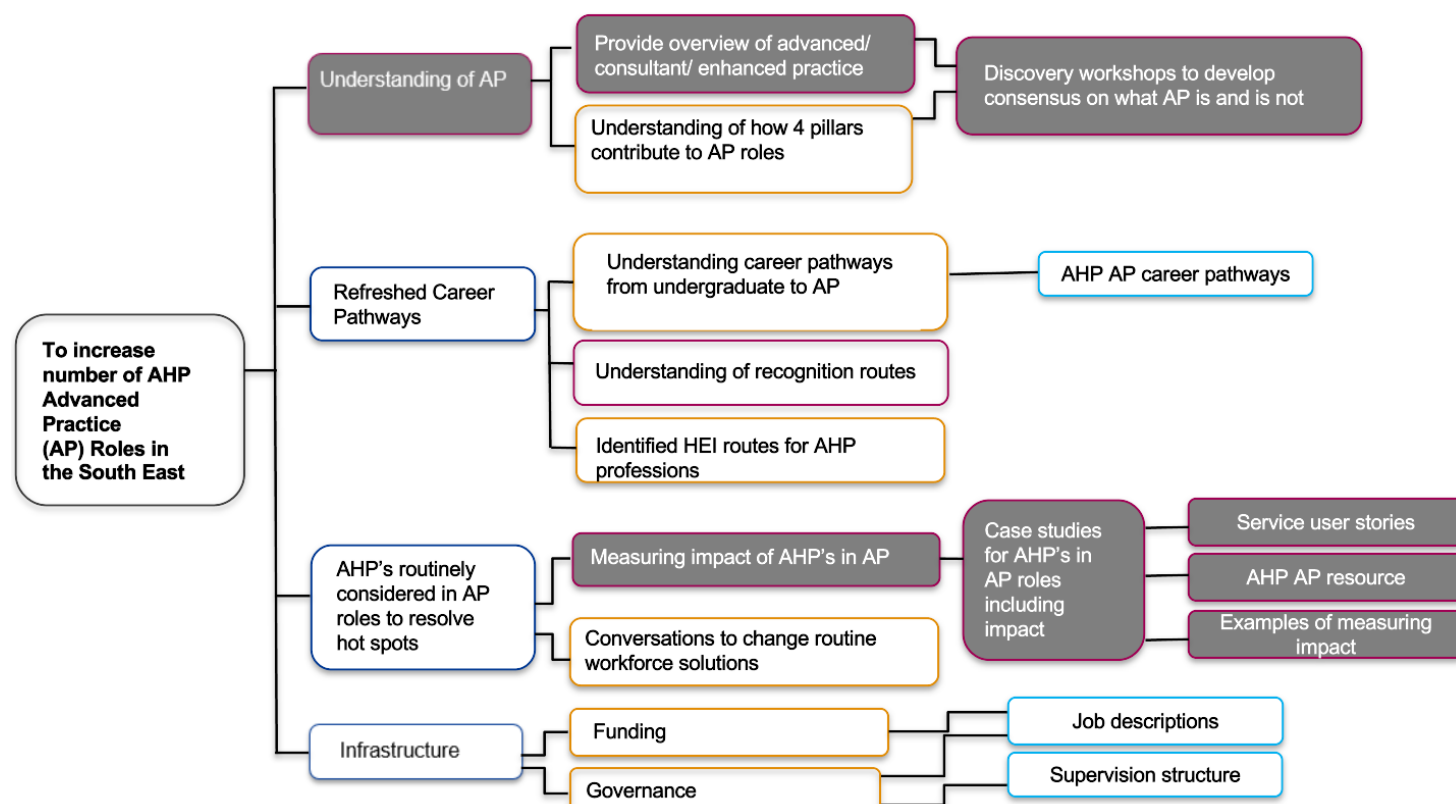 To increase
number of AHP
Advanced
Practice
(AP) Roles in
the South East
Understanding of AP
Provide overview of advanced/
consultant/ enhanced practice
Understanding of how 4 pillars
contribute to AP roles
Discovery workshops to develop
consensus on what AP is and is not
Refreshed Career
Pathways
Understanding career pathways
from undergraduate to AP
AHP AP career pathways
Understanding of recognition routes
Identified HEI routes for AHP
professions
AHP's routinely
considered in AP
roles to resolve
hot spots
Measuring impact of AHP's in AP
Conversations to change routine
workforce solutions
Case studies
for AHP's in
AP roles
including
impact
Service user stories
AHP AP resource
Examples of measuring
impact
Infrastructure
Funding
Governance
Job descriptions
Supervision structure